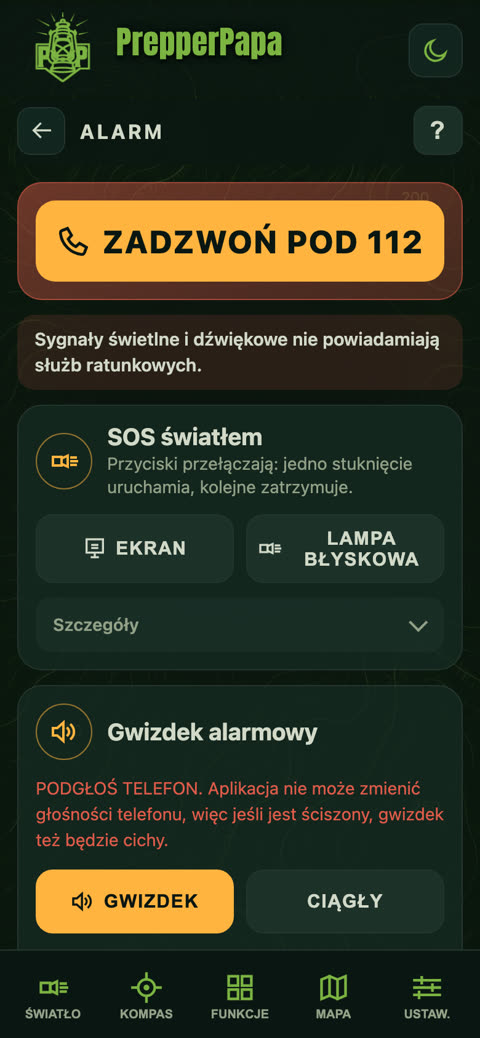 PrepperPapa
ALARM
?
200
ZADZWOŃ POD 112
Sygnały świetlne i dźwiękowe nie powiadamiają
służb ratunkowych.
SOS światłem
Przyciski przełączają: jedno stuknięcie
uruchamia, kolejne zatrzymuje.
EKRAN
LAMPA
BŁYSKOWA
Szczegóły
Gwizdek alarmowy
PODGŁOŚ TELEFON. Aplikacja nie może zmienić
głośności telefonu, więc jeśli jest ściszony, gwizdek
też będzie cichy.
GWIZDEK
CIĄGŁY
ŚWIATŁO
KOMPAS
FUNKCJE
MAPA
USTAW.